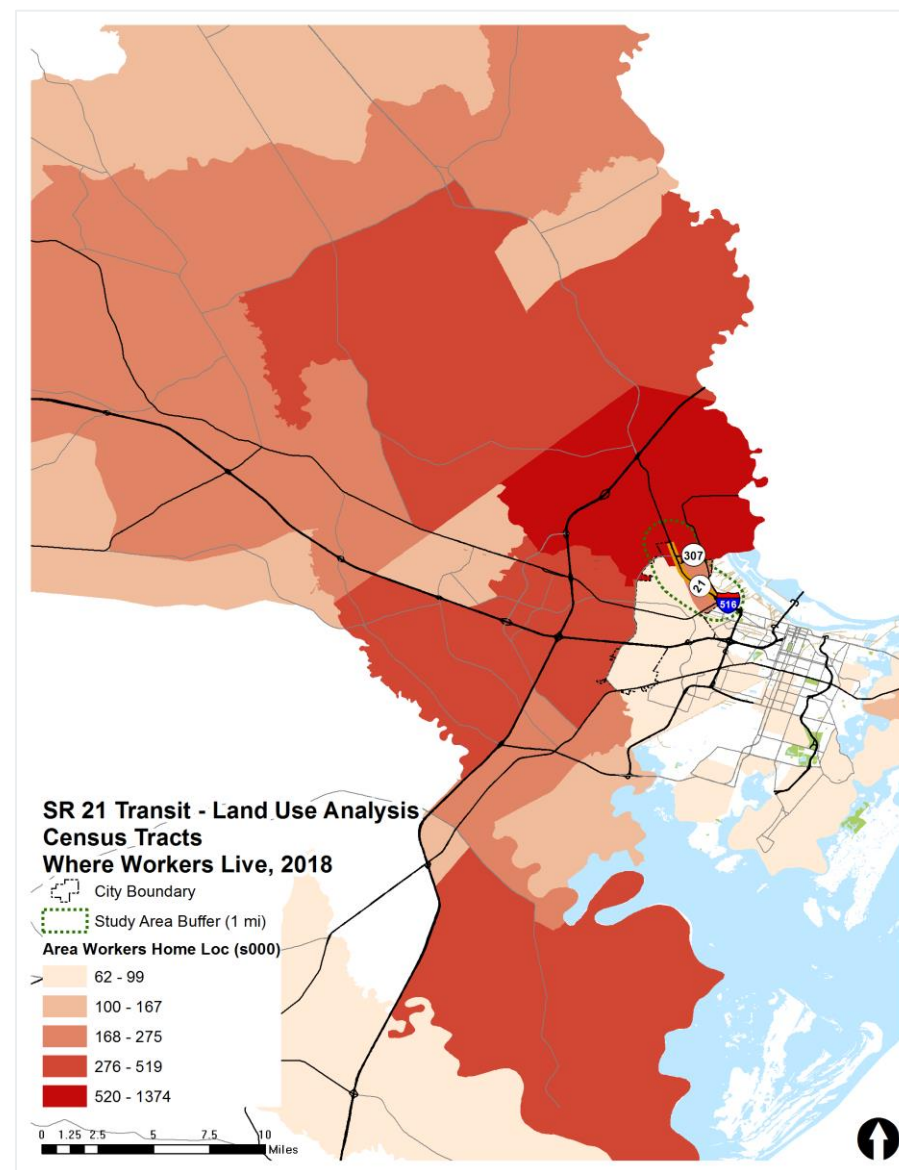 307
21
516
SR 21 Transit - Land Use Analysis
Census Tracts
Where Workers Live, 2018
City Boundary
Study Area Buffer (1 mi)
Area Workers Home Loc (s000)
62 - 99
100 - 167
168 - 275
276 - 519
520 - 1374
0 1.25 2.5 5 7.5 10
Miles